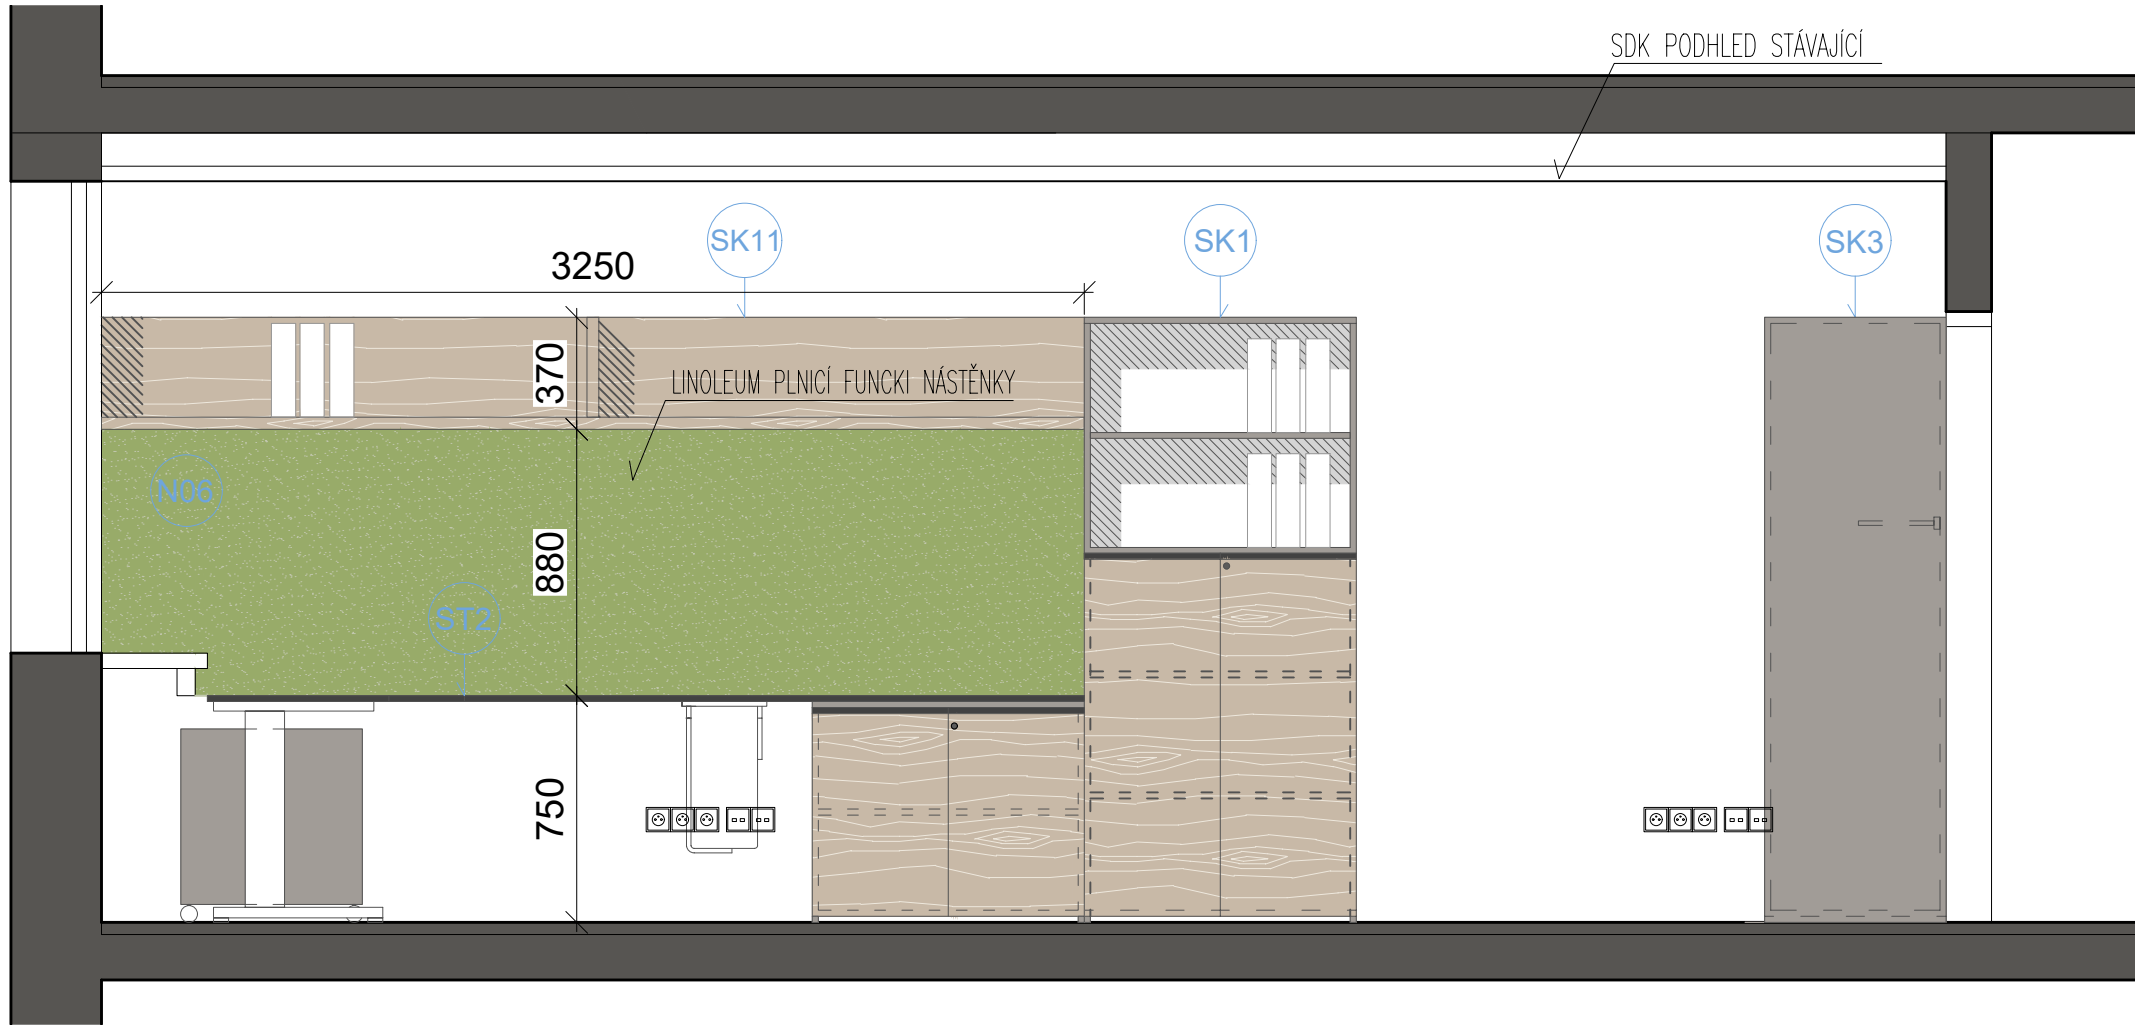 SDK PODHLED STÁVAJÍCÍ
SK11
SK1
SK3
3250
370
LINOLEUM PLNICÍ FUNCKI NÁSTĚNKY
N06
880
ST2
750